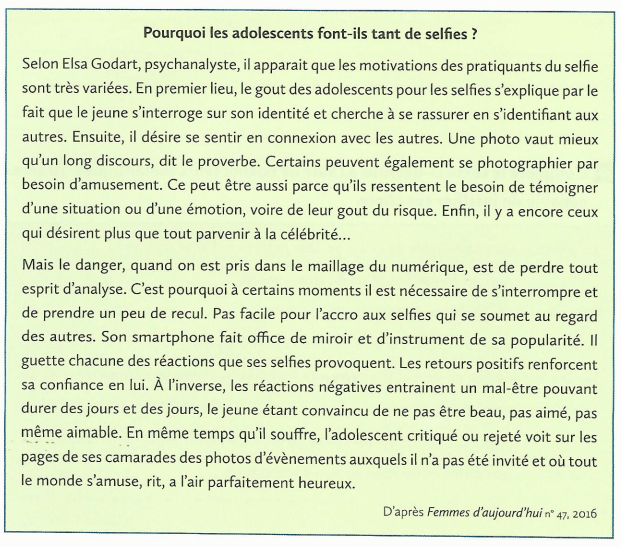 Pourquoi les adolescents font-ils tant de selfies ?
Selon Elsa Godart, psychanalyste, il apparait que les motivations des pratiquants du selfie
sont très variées. En premier lieu, le gout des adolescents pour les selfies s'explique par le
fait que le jeune s'interroge sur son identité et cherche à se rassurer en s'identifiant aux
autres. Ensuite, il désire se sentir en connexion avec les autres. Une photo vaut mieux
qu'un long discours, dit le proverbe. Certains peuvent également se photographier par
besoin d'amusement. Ce peut être aussi parce qu'ils ressentent le besoin de témoigner
d'une situation ou d'une émotion, voire de leur gout du risque. Enfin, il y a encore ceux
qui désirent plus que tout parvenir à la célébrité...
Mais le danger, quand on est pris dans le maillage du numérique, est de perdre tout
esprit d'analyse. C'est pourquoi à certains moments il est nécessaire de s'interrompre et
de prendre un peu de recul. Pas facile pour l'accro aux selfies qui se soumet au regard
des autres. Son smartphone fait office de miroir et d'instrument de sa popularité. Il
guette chacune des réactions que ses selfies provoquent. Les retours positifs renforcent
sa confiance en lui. À l'inverse, les réactions négatives entrainent un mal-être pouvant
durer des jours et des jours, le jeune étant convaincu de ne pas être beau, pas aimé, pas
même aimable. En même temps qu'il souffre, l'adolescent critiqué ou rejeté voit sur les
pages de ses camarades des photos d'évènements auxquels il n'a pas été invité et où tout
le monde s'amuse, rit, a l'air parfaitement heureux.
D'après Femmes d'aujourd'hui n° 47, 2016